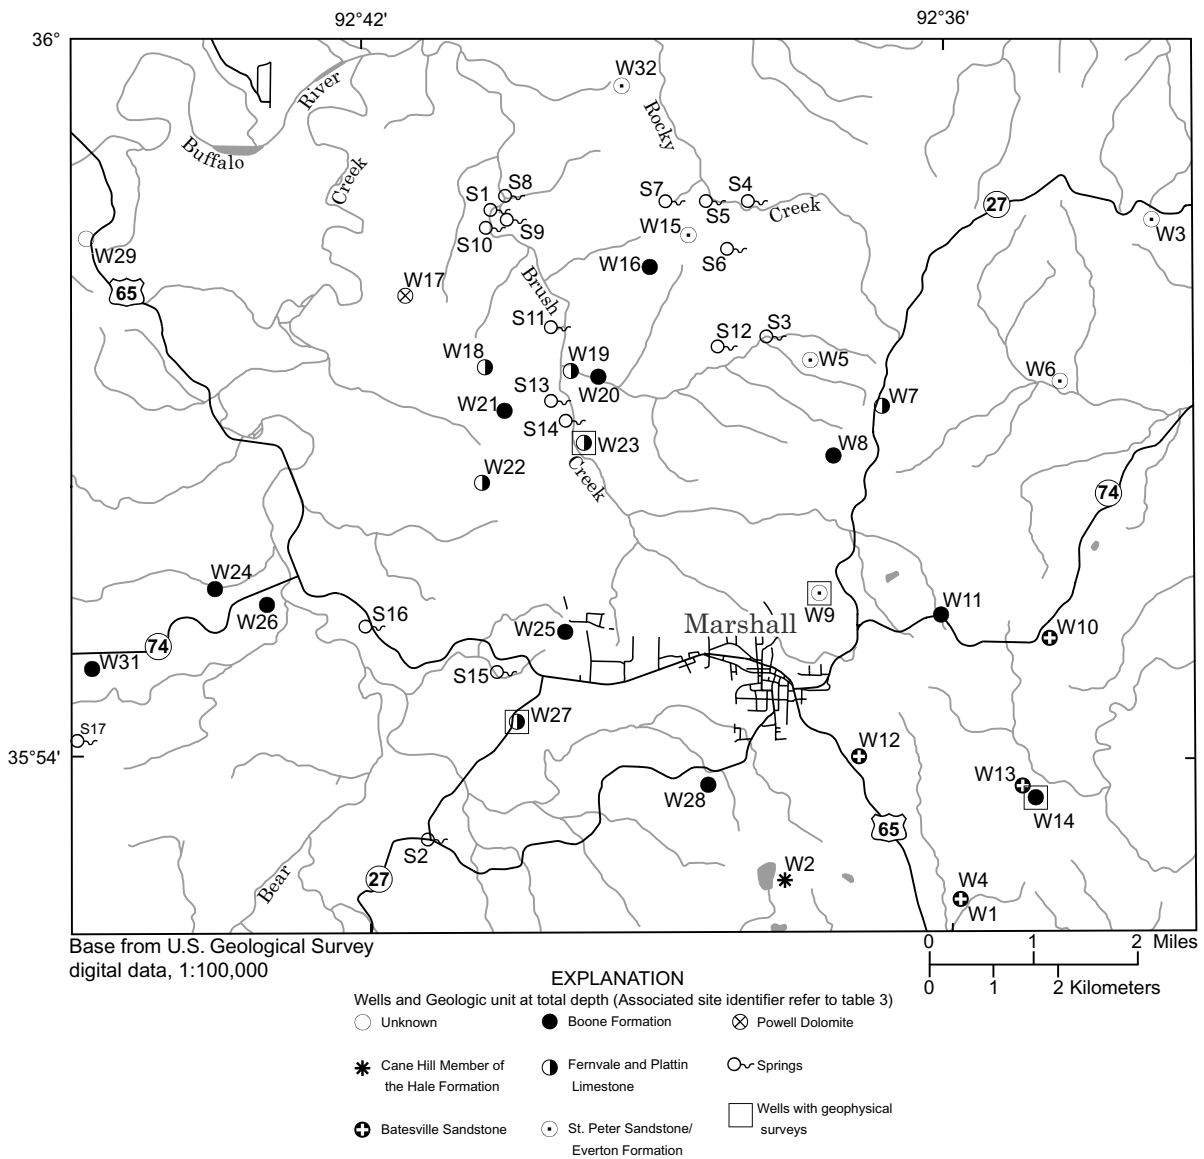 92°42' 92°36'
36°
W32
River
Rocky
Buffalo
Creek
S8
S1
S7 S4
S5
Creek
27
W3
S9
S10
W15
W29
S6
W16
W17
65
Brush
S11
S12 S3
W18
W19
W5
W6
W20
S13
W21
W7
S14
W23
W8
W22
Creek
74
W24
W26
S16
W25
Marshall
W9
W11
W10
74
W31
S15
W27
S17
35°54'
W12
W13
W28
W14
65
S2
W2
27
Bear
W4
W1
Base from U.S. Geological Survey
digital data, 1:100,000
0 1 2 Miles
0 1 2 Kilometers
EXPLANATION
Wells and Geologic unit at total depth (Associated site identifier refer to table 3)
Unknown
Boone Formation
Powell Dolomite
Cane Hill Member of
the Hale Formation
Fernvale and Plattin
Limestone
Springs
Batesville Sandstone
St. Peter Sandstone/
Everton Formation
Wells with geophysical
surveys